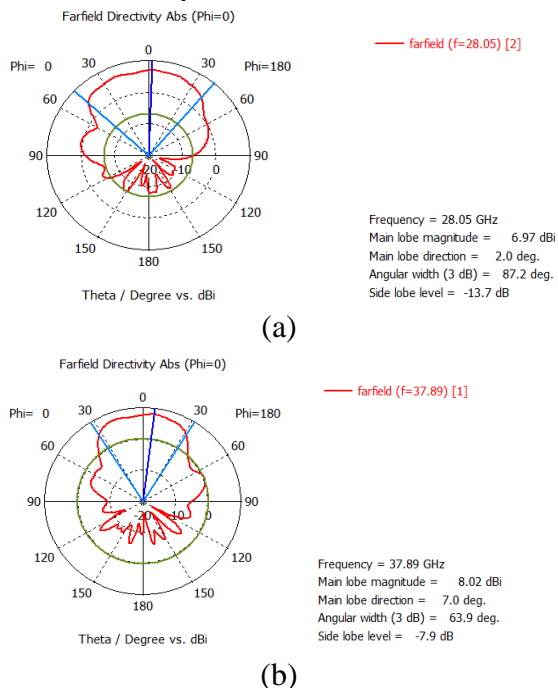 Farfield Directivity Abs (Phi=0)
farfield (f=28.05) [2]
Phi= 0 30 0 30 Phi=180
60 60
90 -20 -10 0 90
120 120
150 150
180
Theta / Degree vs. dBi
Frequency = 28.05 GHz
Main lobe magnitude = 6.97 dBi
Main lobe direction = 2.0 deg.
Angular width (3 dB) = 87.2 deg.
Side lobe level = -13.7 dB
(a)
Farfield Directivity Abs (Phi=0)
farfield (f=37.89) [1]
Phi= 0 30 0 30 Phi=180
60 60
90 -20 -10 0 90
120 120
150 150
180
Theta / Degree vs. dBi
Frequency = 37.89 GHz
Main lobe magnitude = 8.02 dBi
Main lobe direction = 7.0 deg.
Angular width (3 dB) = 63.9 deg.
Side lobe level = -7.9 dB
(b)